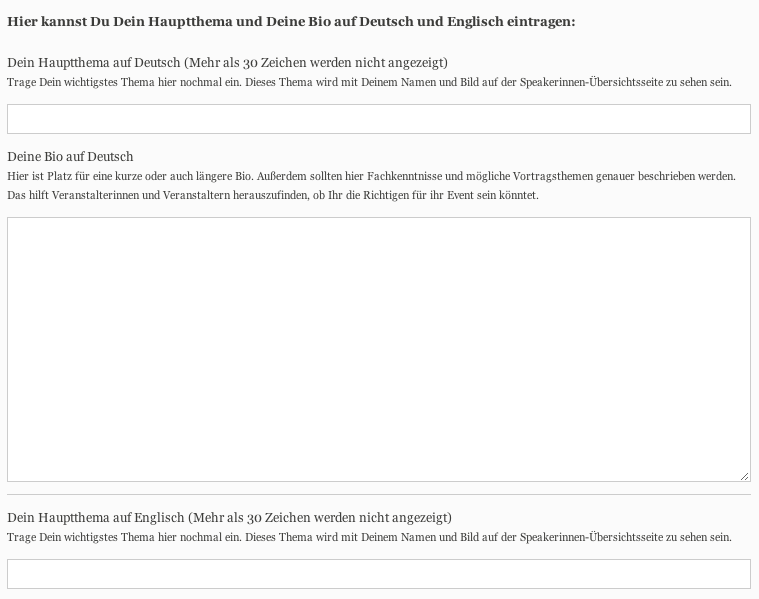 Hier kannst Du Dein Hauptthema und Deine Bio auf Deutsch und Englisch eintragen:
Dein Hauptthema auf Deutsch (Mehr als 30 Zeichen werden nicht angezeigt)
Trage Dein wichtigstes Thema hier nochmal ein. Dieses Thema wird mit Deinem Namen und Bild auf der Speakerinnen-Übersichtsseite zu sehen sein.
Deine Bio auf Deutsch
Hier ist Platz für eine kurze oder auch längere Bio. Außerdem sollten hier Fachkenntnisse und mögliche Vortragsthemen genauer beschrieben werden.
Das hilft Veranstalterinnen und Veranstaltern herauszufinden, ob Ihr die Richtigen für ihr Event sein könntet.
Dein Hauptthema auf Englisch (Mehr als 30 Zeichen werden nicht angezeigt)
Trage Dein wichtigstes Thema hier nochmal ein. Dieses Thema wird mit Deinem Namen und Bild auf der Speakerinnen-Übersichtsseite zu sehen sein.